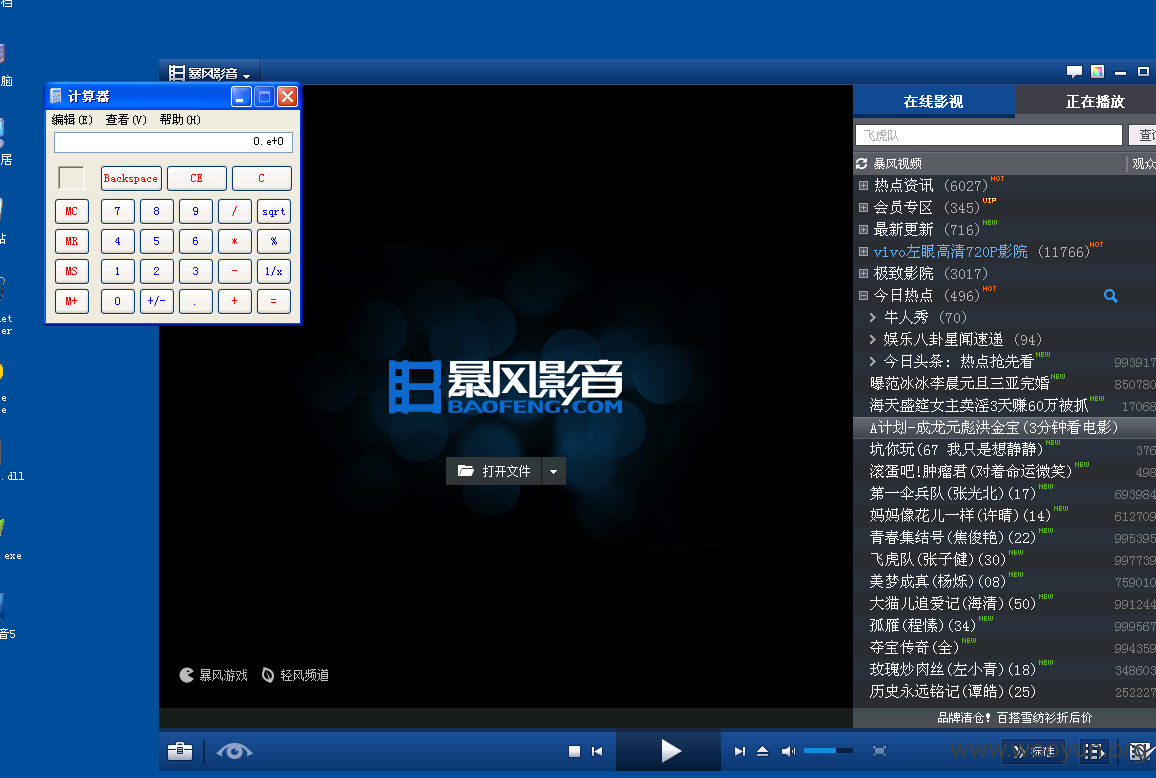 档
脑
居
站
et
er
e
e
.dll
.exe
音5
暴风影音
计算器
编辑(E) 查看(V) 帮助(H)
0.e+0
Backspace CE C
MC 7 8 9 / sqrt
MR 4 5 6 * %
MS 1 2 3 - 1/x
M+ 0 +/- . + =
暴风影音
BAOFENG.COM
打开文件
暴风游戏 轻风频道
在线影视 正在播放
飞虎队 查询
暴风视频 观众
热点资讯 (6027) HOT
会员专区 (345) VIP
最新更新 (716) NEW
vivo左眼高清720P影院 (11766) HOT
极致影院 (3017)
今日热点 (496) HOT
牛人秀 (70)
娱乐八卦星闻速递 (94)
今日头条: 热点抢先看 NEW 993917
曝范冰冰李晨元旦三亚完婚 NEW 850780
海天盛筵女主卖淫3天赚60万被抓 NEW 17068
A计划-成龙元彪洪金宝(3分钟看电影)
坑你玩(67 我只是想静静) NEW 376
滚蛋吧!肿瘤君(对着命运微笑) NEW 498
第一伞兵队(张光北)(17) NEW 693984
妈妈像花儿一样(许晴)(14) NEW 612709
青春集结号(焦俊艳)(22) NEW 995395
飞虎队(张子健)(30) NEW 997739
美梦成真(杨烁)(08) NEW 759010
大猫儿追爱记(海清)(50) NEW 991244
孤雁(程愫)(34) NEW 999567
夺宝传奇(全) NEW 994359
玫瑰炒肉丝(左小青)(18) NEW 348603
历史永远铭记(谭皓)(25) 252227
品牌清仓! 百搭雪纺衫折后价
www.wooyun.org